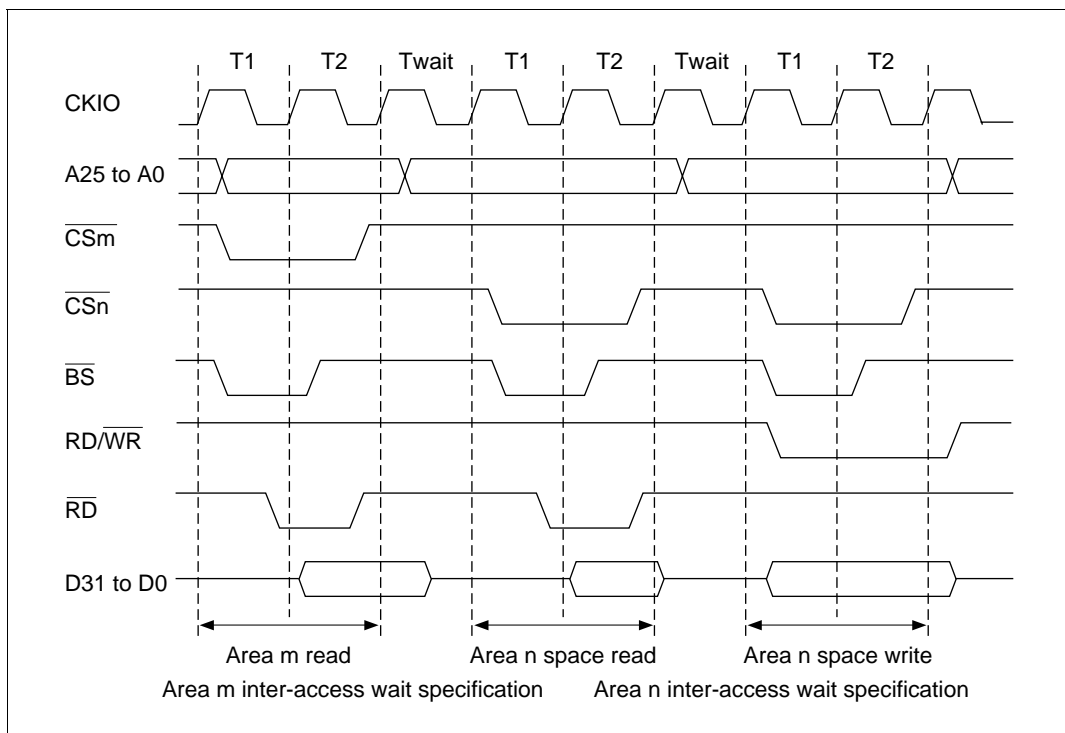 T1 T2 Twait T1 T2 Twait T1 T2
CKIO
A25 to A0
CSm
CSn
BS
RD/WR
RD
D31 to D0
Area m read Area n space read Area n space write
Area m inter-access wait specification Area n inter-access wait specification